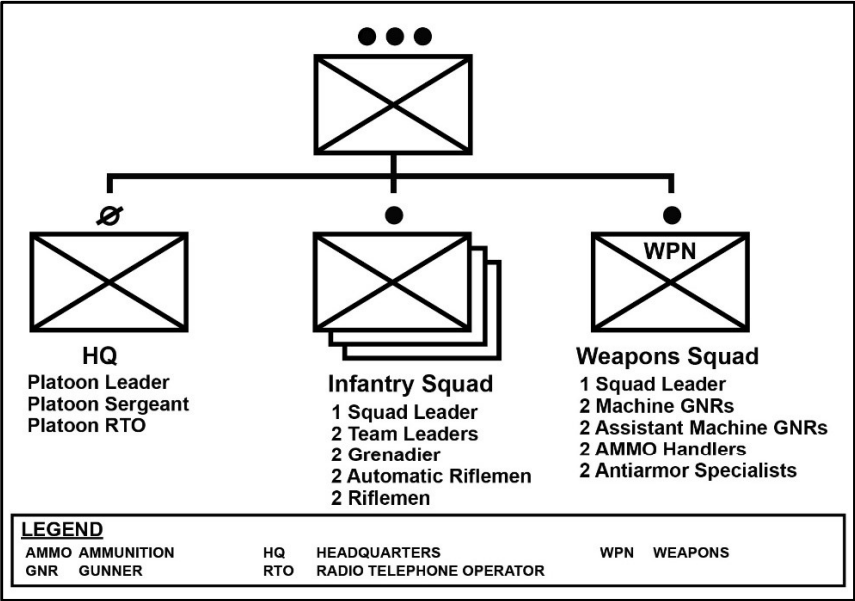 WPN
HQ
Platoon Leader
Platoon Sergeant
Platoon RTO
Infantry Squad
1 Squad Leader
2 Team Leaders
2 Grenadier
2 Automatic Riflemen
2 Riflemen
Weapons Squad
1 Squad Leader
2 Machine GNRs
2 Assistant Machine GNRs
2 AMMO Handlers
2 Antiarmor Specialists
LEGEND
AMMO AMMUNITION HQ HEADQUARTERS WPN WEAPONS
GNR GUNNER RTO RADIO TELEPHONE OPERATOR